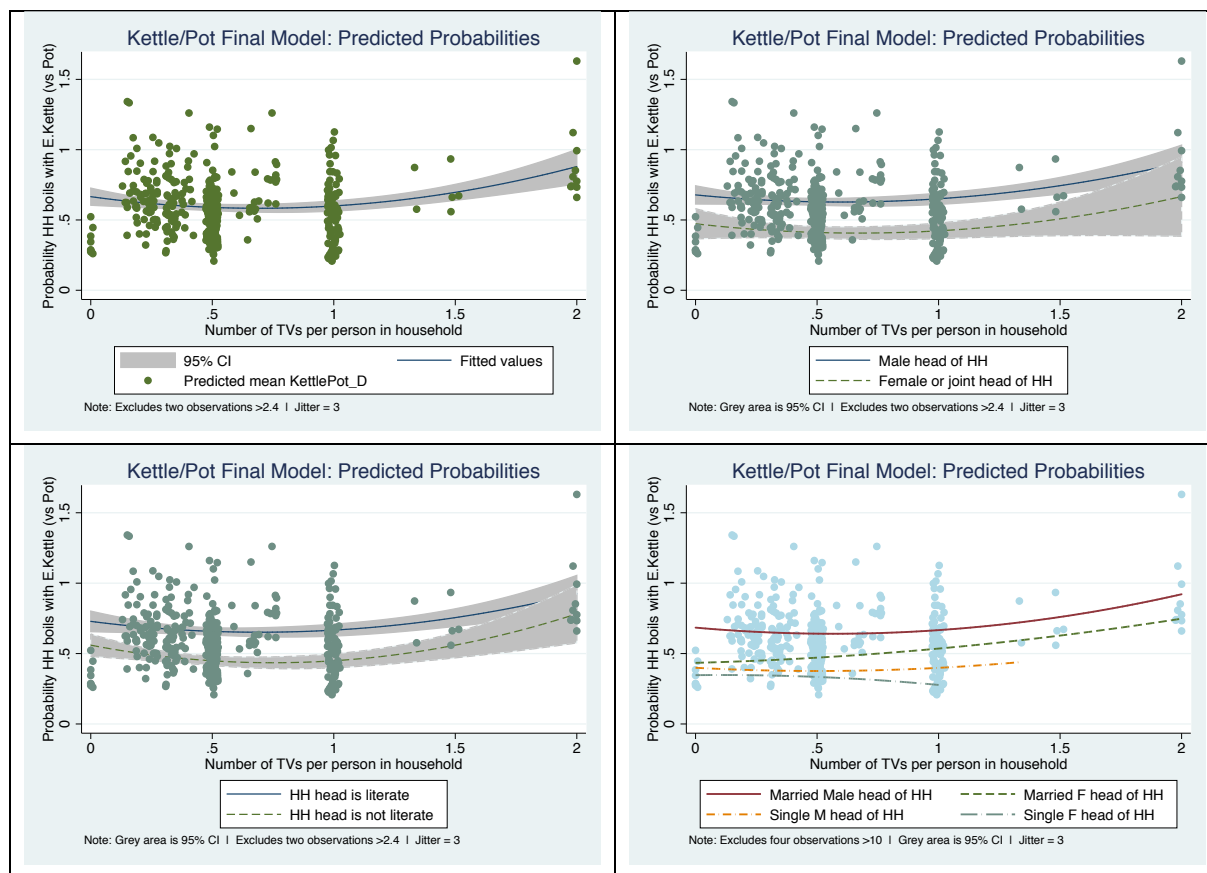 Kettle/Pot Final Model: Predicted Probabilities
Probability HH boils with E.Kettle (vs Pot)
1.5
1
.5
0
0 .5 1 1.5 2
Number of TVs per person in household
95% CI Fitted values
Predicted mean KettlePot_D
Note: Excludes two observations >2.4 I Jitter = 3
Kettle/Pot Final Model: Predicted Probabilities
Probability HH boils with E.Kettle (vs Pot)
1.5
1
.5
0
0 .5 1 1.5 2
Number of TVs per person in household
Male head of HH
Female or joint head of HH
Note: Grey area is 95% CI I Excludes two observations >2.4 I Jitter = 3
Kettle/Pot Final Model: Predicted Probabilities
Probability HH boils with E.Kettle (vs Pot)
1.5
1
.5
0
0 .5 1 1.5 2
Number of TVs per person in household
HH head is literate
HH head is not literate
Note: Grey area is 95% CI I Excludes two observations >2.4 I Jitter = 3
Kettle/Pot Final Model: Predicted Probabilities
Probability HH boils with E.Kettle (vs Pot)
1.5
1
.5
0
0 .5 1 1.5 2
Number of TVs per person in household
Married Male head of HH Married F head of HH
Single M head of HH Single F head of HH
Note: Excludes four observations >10 I Grey area is 95% CI I Jitter = 3